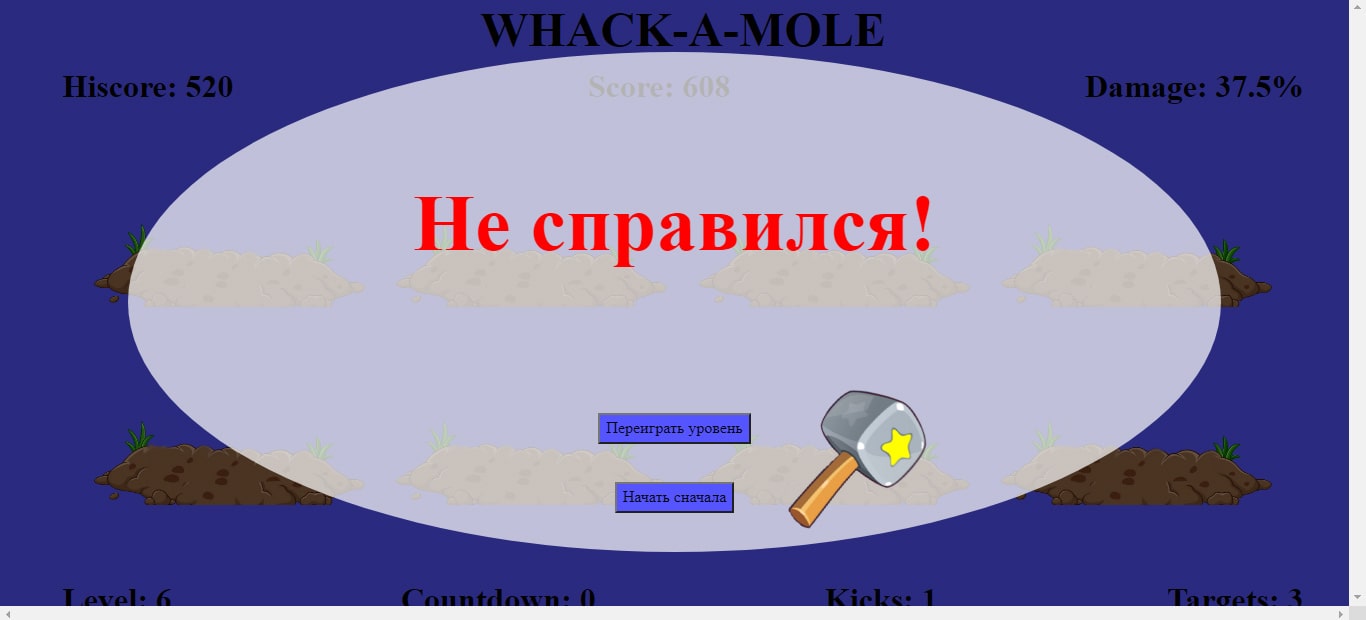 WHACK-A-MOLE
Hiscore: 520 Score: 608 Damage: 37.5%
Не справился!
Переиграть уровень
Начать сначала
Level: 6 Countdown: 0 Kicks: 1 Targets: 3